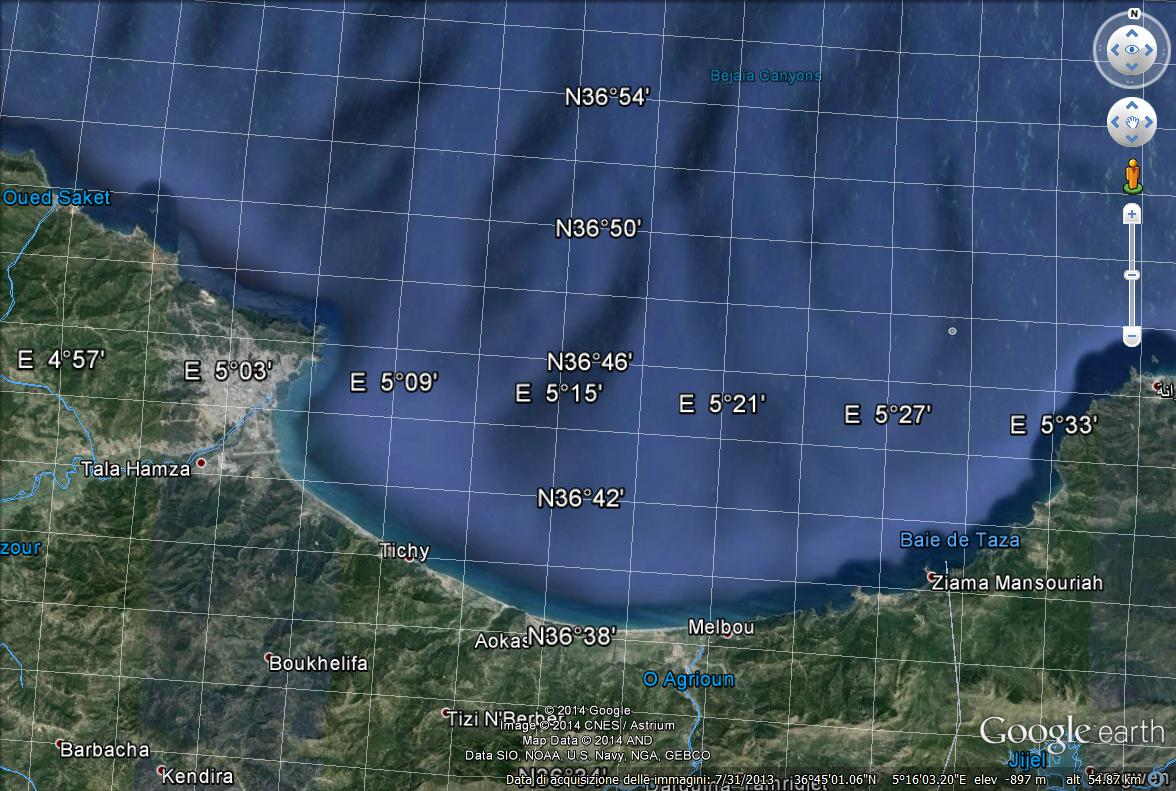 N
Bejaïa Canyons
N36°54'
Oued Saket
N36°50'
E 4°57'
E 5°03'
N36°46'
E 5°09'
E 5°15'
E 5°21'
E 5°27'
E 5°33'
Tala Hamza
N36°42'
zour
Tichy
Baie de Taza
Ziama Mansouriah
Aokas
N36°38'
Melbou
Boukhelifa
O Agrioun
Tizi N'Berber
© 2014 Google
Image © 2014 CNES / Astrium
Map Data © 2014 AND
Data SIO, NOAA, U.S. Navy, NGA, GEBCO
Google earth
Barbacha
Jijel
Kendira
N36°34'
Data di acquisizione delle immagini: 7/31/2013 36°45'01.06"N 5°16'03.20"E elev -897 m alt 54.87 km